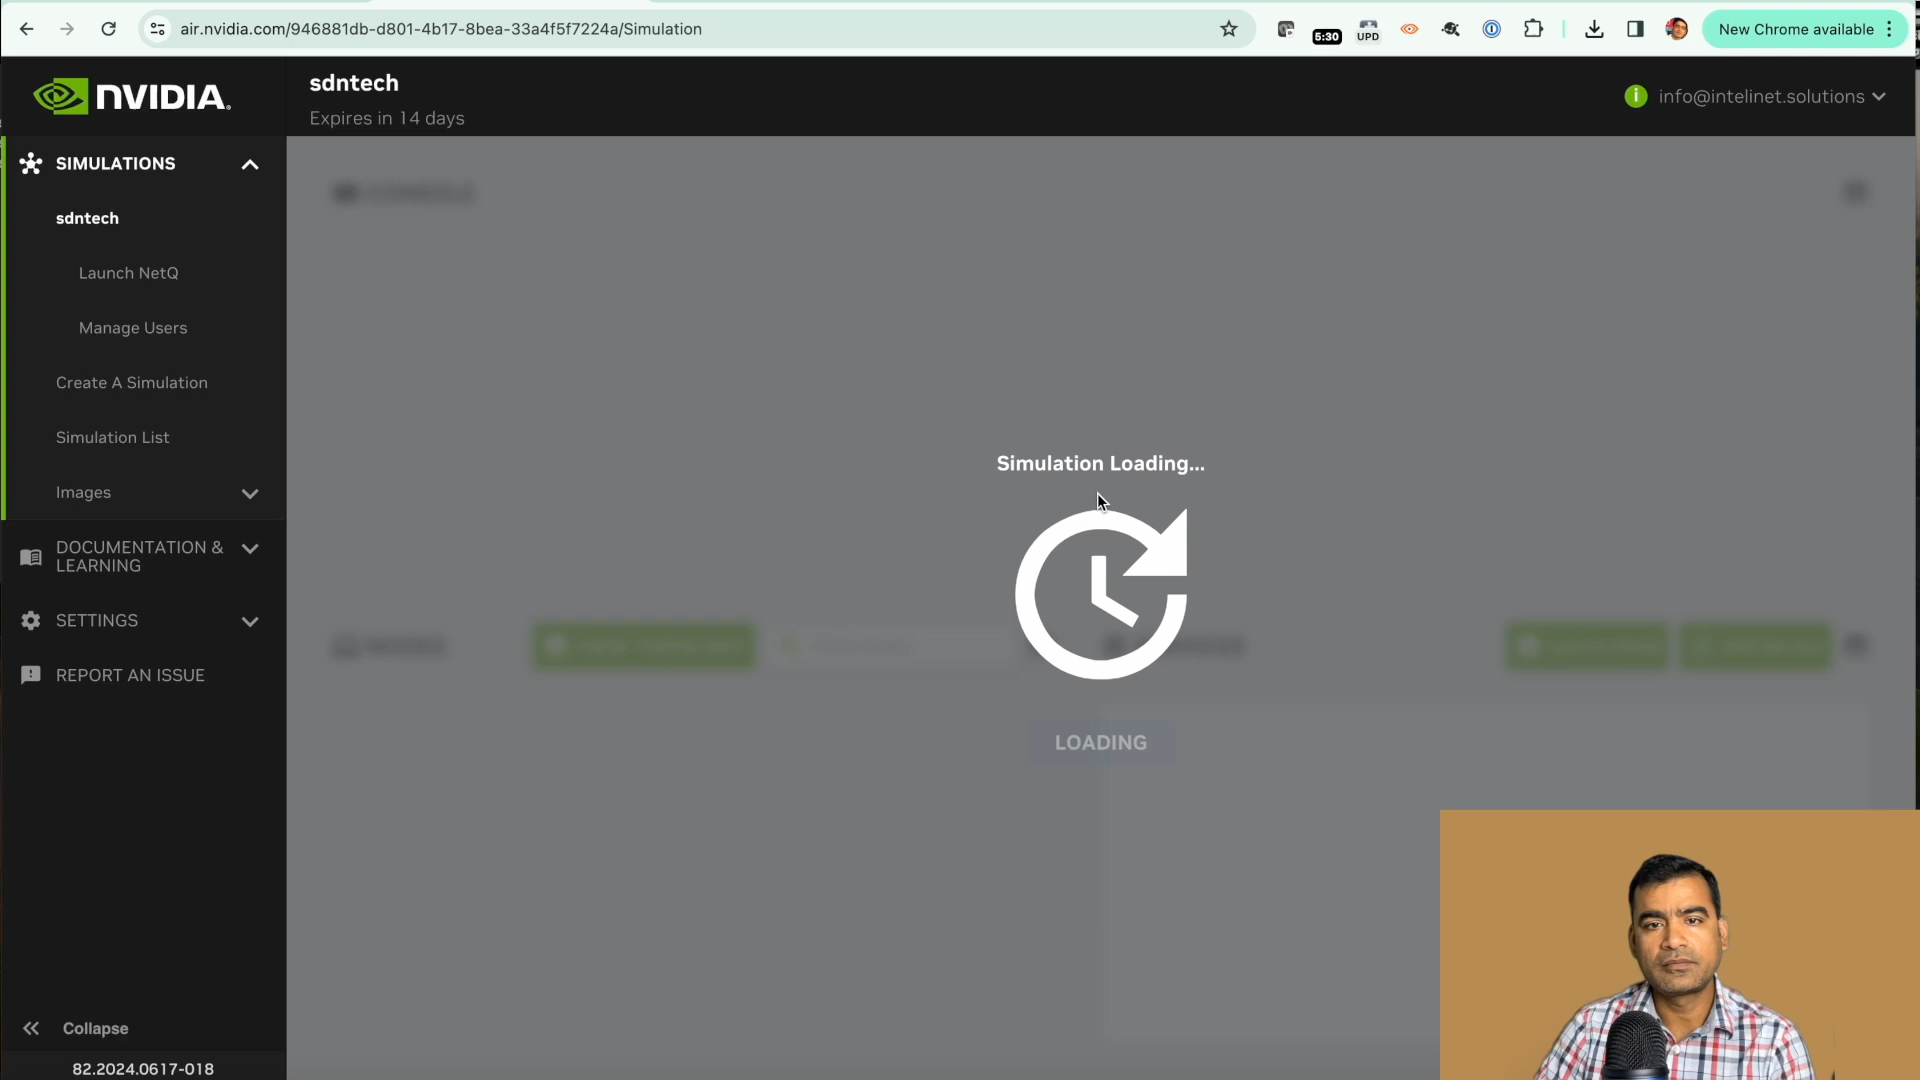 air.nvidia.com/946881db-d801-4b17-8bea-33a4f5f7224a/Simulation
5:30
UPD
New Chrome available
NVIDIA.
sdntech
Expires in 14 days
info@intelinet.solutions
SIMULATIONS
sdntech
Launch NetQ
Manage Users
Create A Simulation
Simulation List
Images
DOCUMENTATION &
LEARNING
SETTINGS
REPORT AN ISSUE
Collapse
82.2024.0617-018
CONSOLE
Simulation Loading...
NODES
LOADING